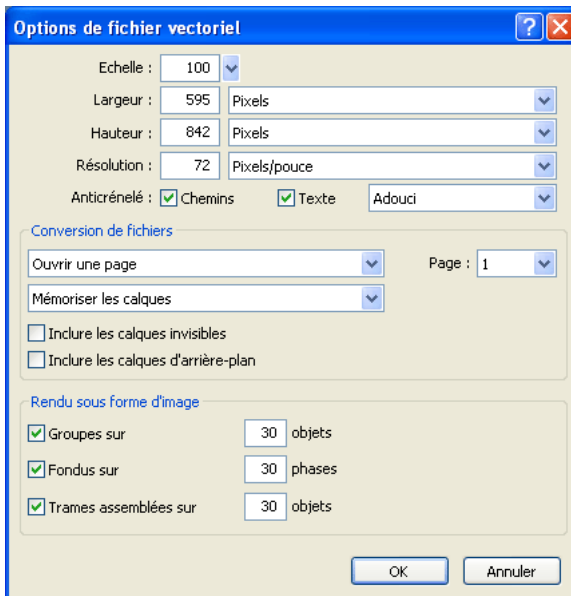 Options de fichier vectoriel
Echelle : 100
Largeur : 595 Pixels
Hauteur : 842 Pixels
Résolution : 72 Pixels/pouce
Anticrénelé : Chemins Texte Adouci
Conversion de fichiers
Ouvrir une page Page : 1
Mémoriser les calques
Inclure les calques invisibles
Inclure les calques d'arrière-plan
Rendu sous forme d'image
Groupes sur 30 objets
Fondus sur 30 phases
Trames assemblées sur 30 objets
OK Annuler